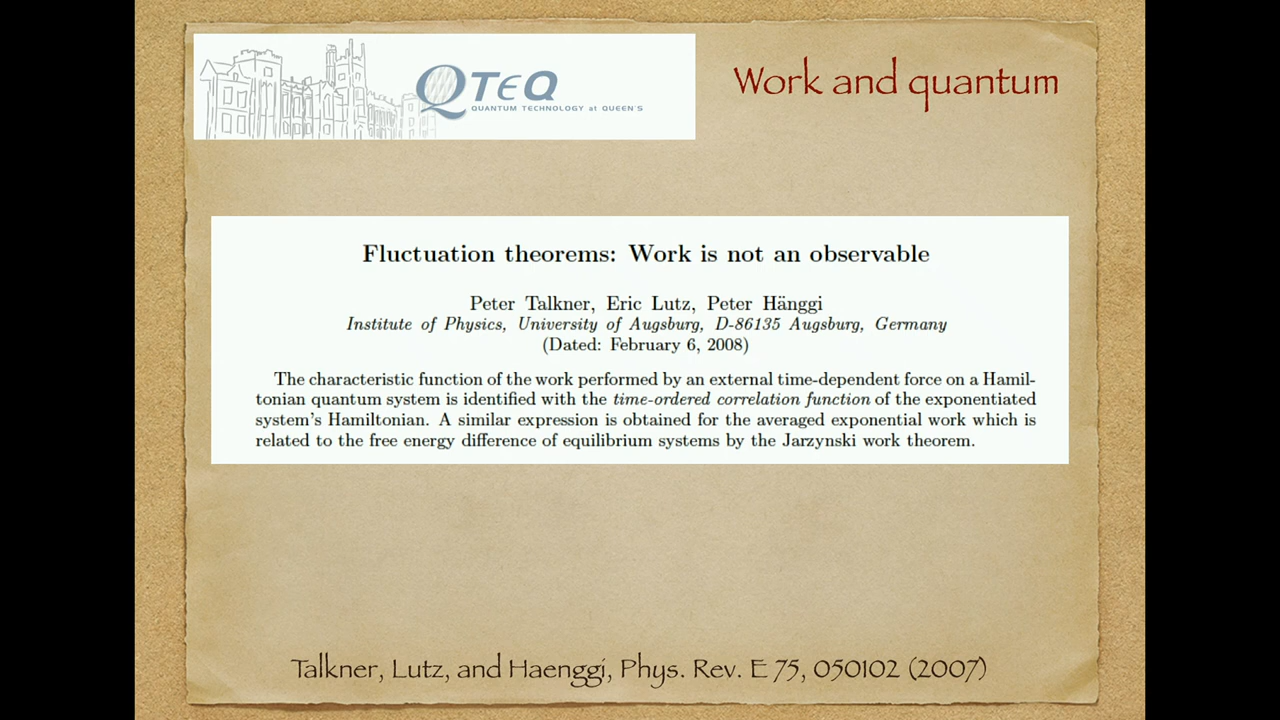 QTeQ
QUANTUM TECHNOLOGY at QUEEN'S
Work and quantum
Fluctuation theorems: Work is not an observable
Peter Talkner, Eric Lutz, Peter Hänggi
Institute of Physics, University of Augsburg, D-86135 Augsburg, Germany
(Dated: February 6, 2008)
The characteristic function of the work performed by an external time-dependent force on a Hamil-
tonian quantum system is identified with the time-ordered correlation function of the exponentiated
system's Hamiltonian. A similar expression is obtained for the averaged exponential work which is
related to the free energy difference of equilibrium systems by the Jarzynski work theorem.
Talkner, Lutz, and Haenggi, Phys. Rev. E 75, 050102 (2007)